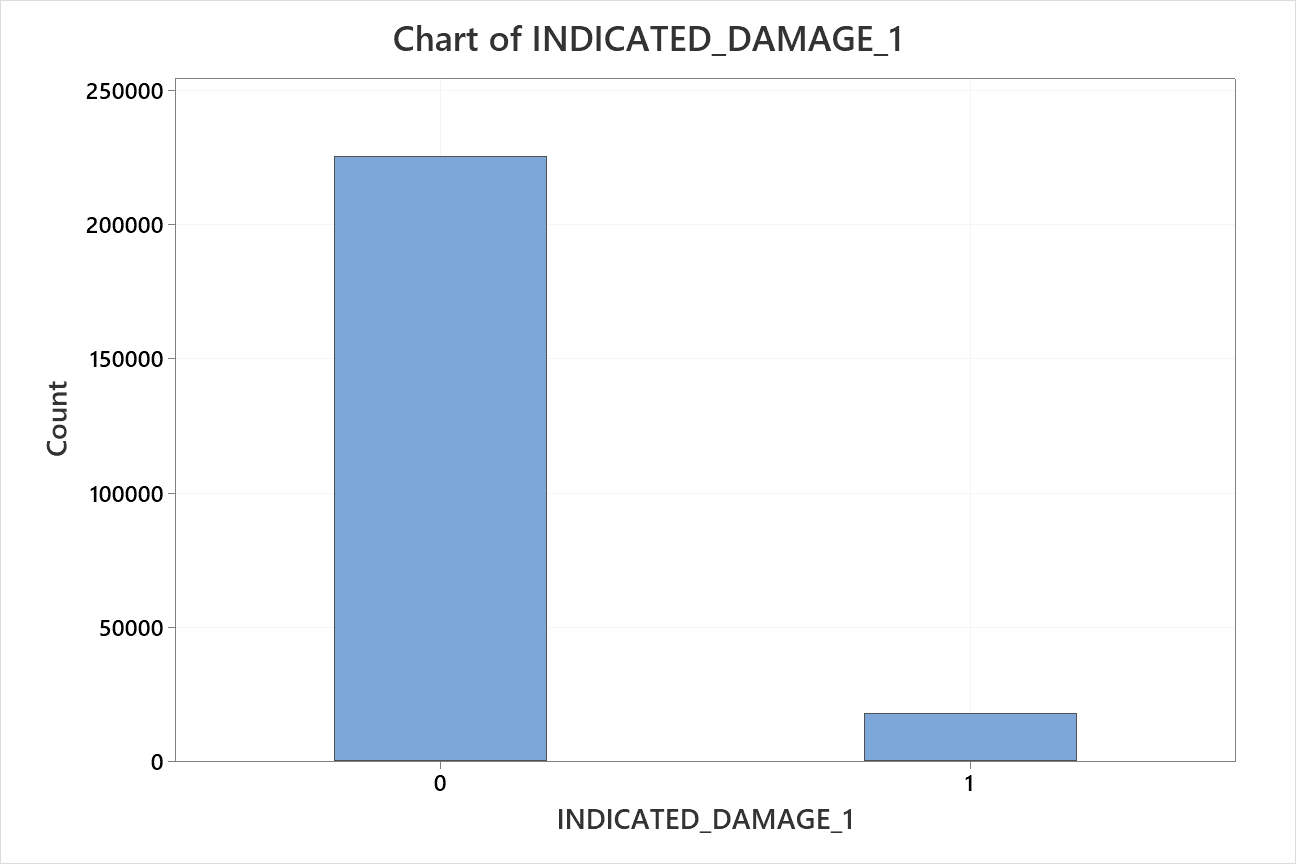 Chart of INDICATED_DAMAGE_1
250000
200000
150000
100000
50000
0
Count
0 1
INDICATED_DAMAGE_1